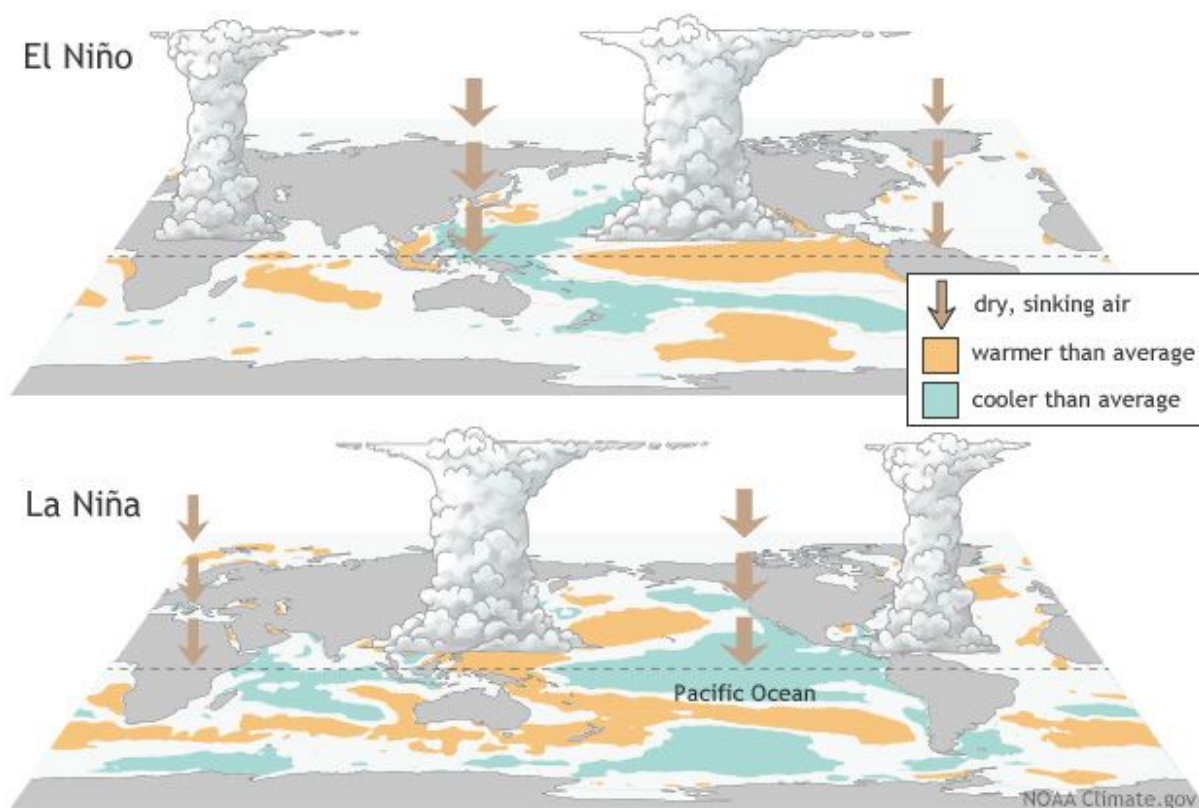 El Niño
dry, sinking air
warmer than average
cooler than average
La Niña
Pacific Ocean
NOAA Climate.gov